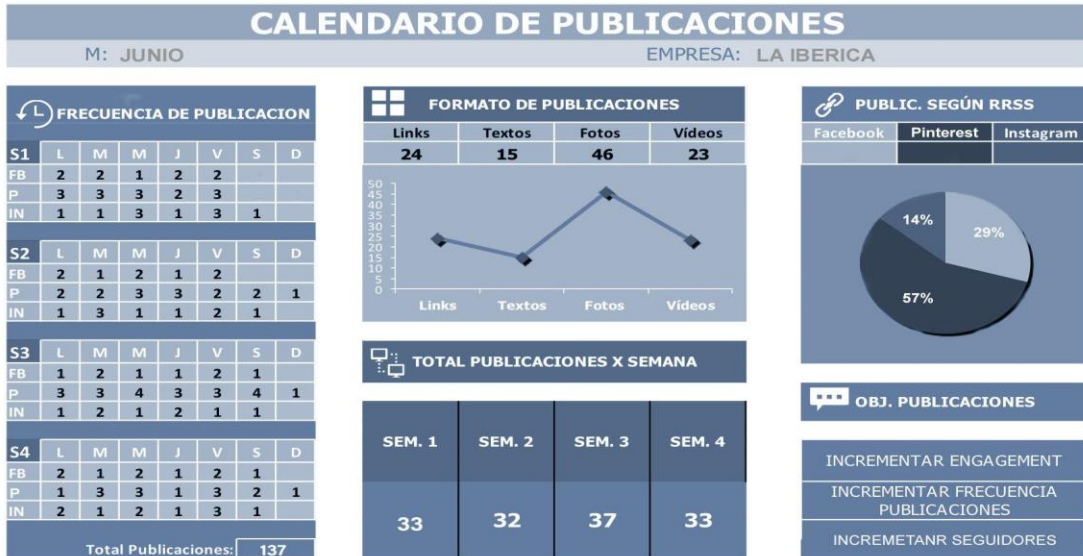 CALENDARIO DE PUBLICACIONES
M: JUNIO EMPRESA: LA IBERICA
FRECUENCIA DE PUBLICACION
S1 L M M J V S D
FB 2 2 1 2 2
P 3 3 3 2 3
IN 1 1 3 1 3 1
S2 L M M J V S D
FB 2 1 2 1 2
P 2 2 3 3 2 2 1
IN 1 3 1 1 2 1
S3 L M M J V S D
FB 1 2 1 1 2 1
P 3 3 4 3 3 4 1
IN 1 2 1 2 1 1
S4 L M M J V S D
FB 2 1 2 1 2 1
P 1 3 3 1 3 2 1
IN 2 1 2 1 3 1
Total Publicaciones: 137
FORMATO DE PUBLICACIONES
Links Textos Fotos Vídeos
24 15 46 23
50
45
40
35
30
25
20
15
10
5
0
Links Textos Fotos Vídeos
TOTAL PUBLICACIONES X SEMANA
SEM. 1 SEM. 2 SEM. 3 SEM. 4
33 32 37 33
PUBLIC. SEGÚN RRSS
Facebook Pinterest Instagram
14%
29%
57%
OBJ. PUBLICACIONES
INCREMENTAR ENGAGEMENT
INCREMENTAR FRECUENCIA
PUBLICACIONES
INCREMETANR SEGUIDORES